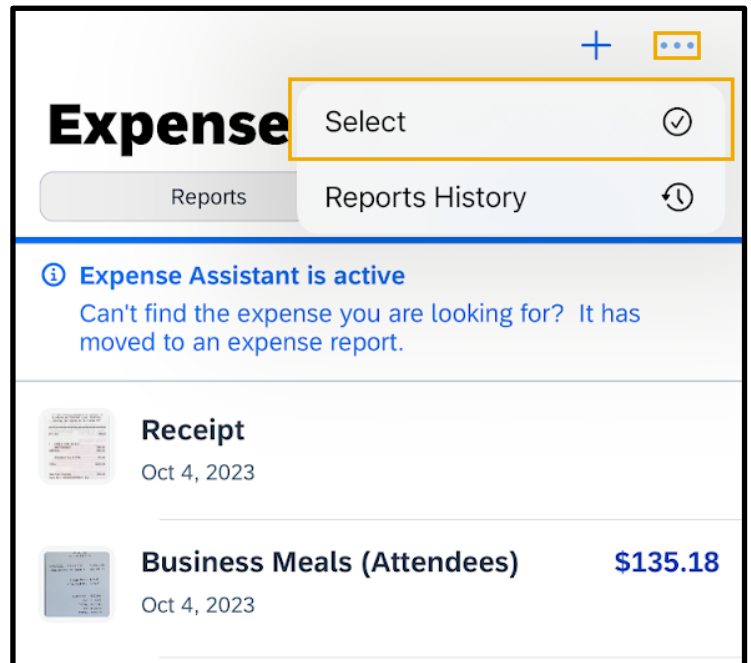 Expense
Select
Reports
Reports History
Expense Assistant is active
Can't find the expense you are looking for? It has
moved to an expense report.
Receipt
Oct 4, 2023
Business Meals (Attendees)
$135.18
Oct 4, 2023